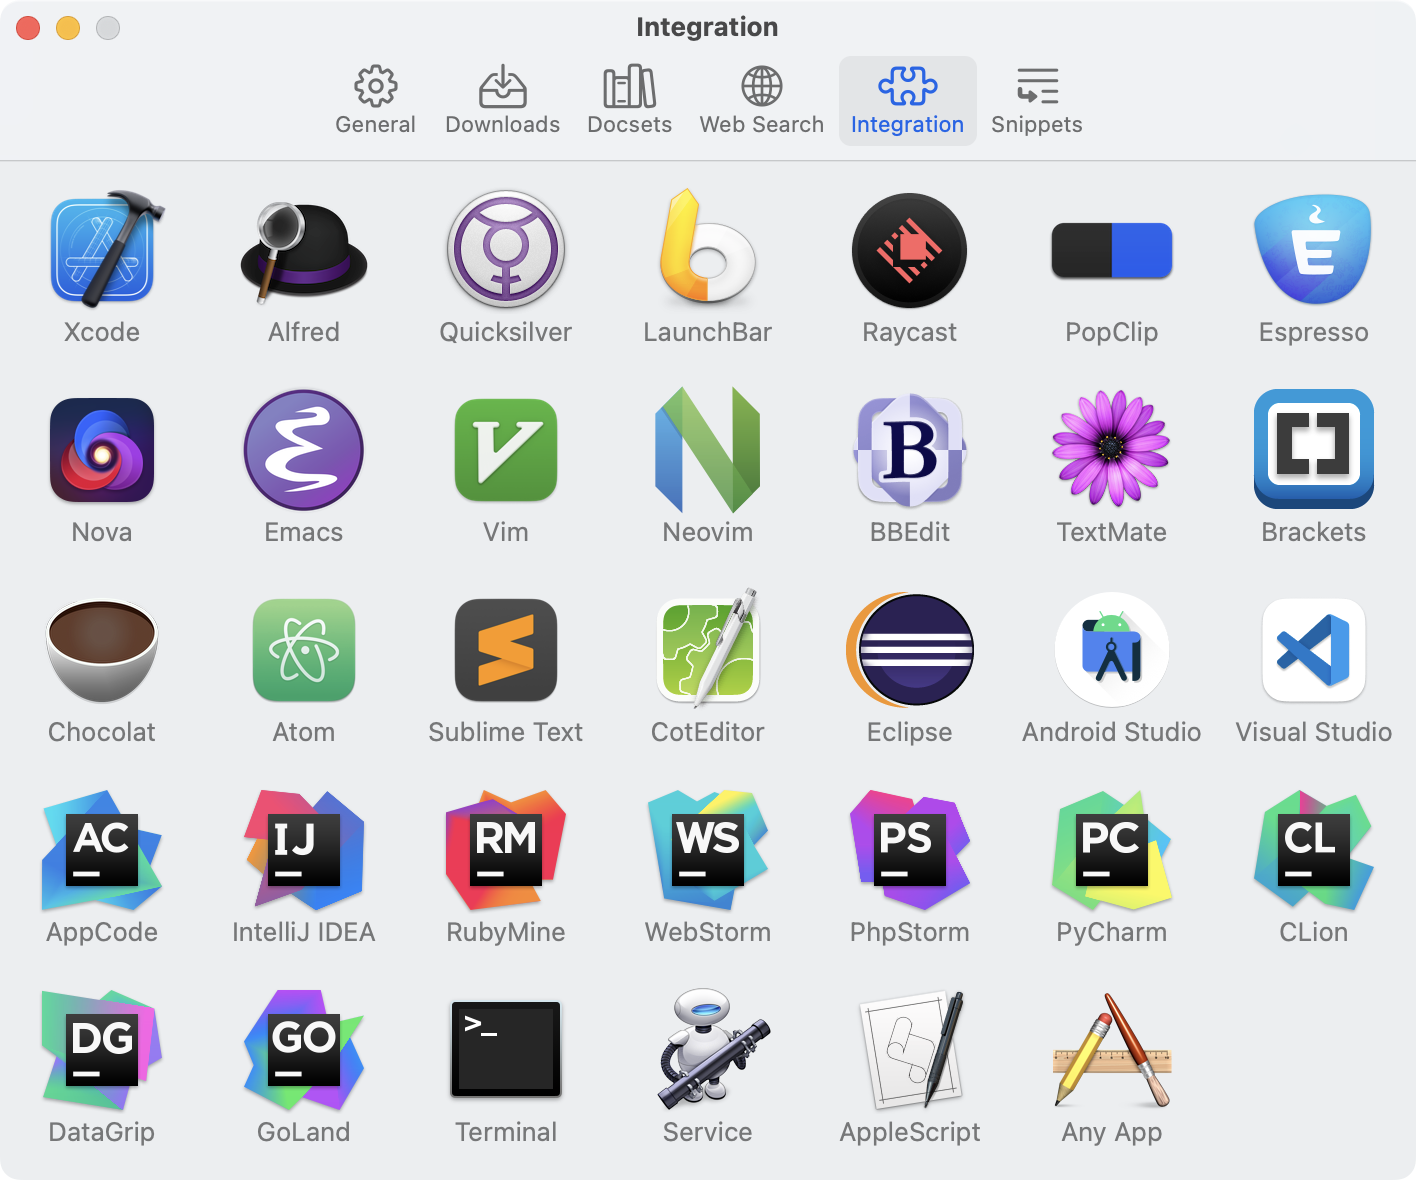 Integration
General Downloads Docsets Web Search Integration Snippets
Xcode Alfred Quicksilver LaunchBar Raycast PopClip Espresso
B
Nova Emacs Vim Neovim BBEdit TextMate Brackets
Chocolat Atom Sublime Text CotEditor Eclipse Android Studio Visual Studio
AC IJ RM WS PS PC CL
AppCode IntelliJ IDEA RubyMine WebStorm PhpStorm PyCharm CLion
DG GO >_
DataGrip GoLand Terminal Service AppleScript Any App